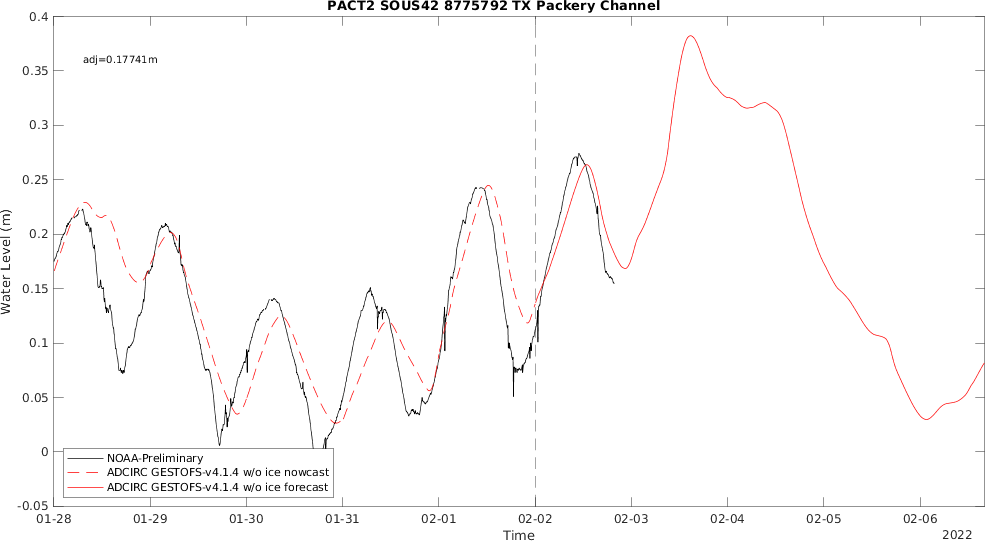 PACT2 SOUS42 8775792 TX Packery Channel
adj=0.17741m
Water Level (m)
0.4
0.35
0.3
0.25
0.2
0.15
0.1
0.05
0
-0.05
NOAA-Preliminary
ADCIRC GESTOFS-v4.1.4 w/o ice nowcast
ADCIRC GESTOFS-v4.1.4 w/o ice forecast
01-28 01-29 01-30 01-31 02-01 02-02 02-03 02-04 02-05 02-06
Time
2022